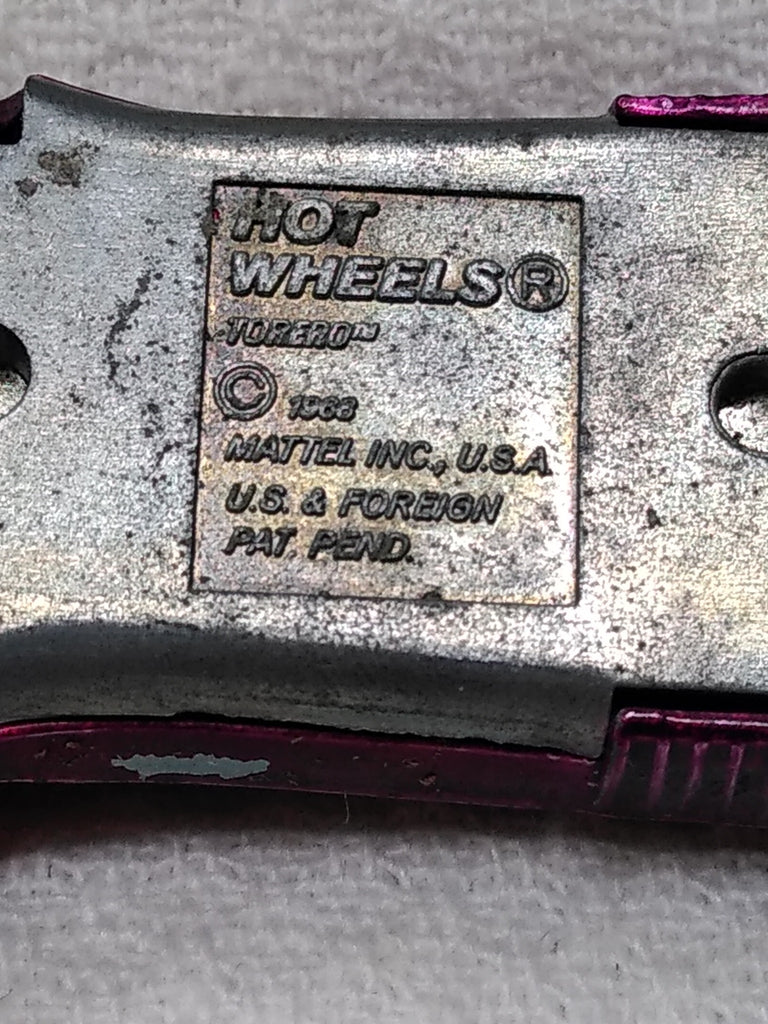 HOT
WHEELS®
TORERO™
© 1968
MATTEL INC., U.S.A.
U.S. & FOREIGN
PAT. PEND.